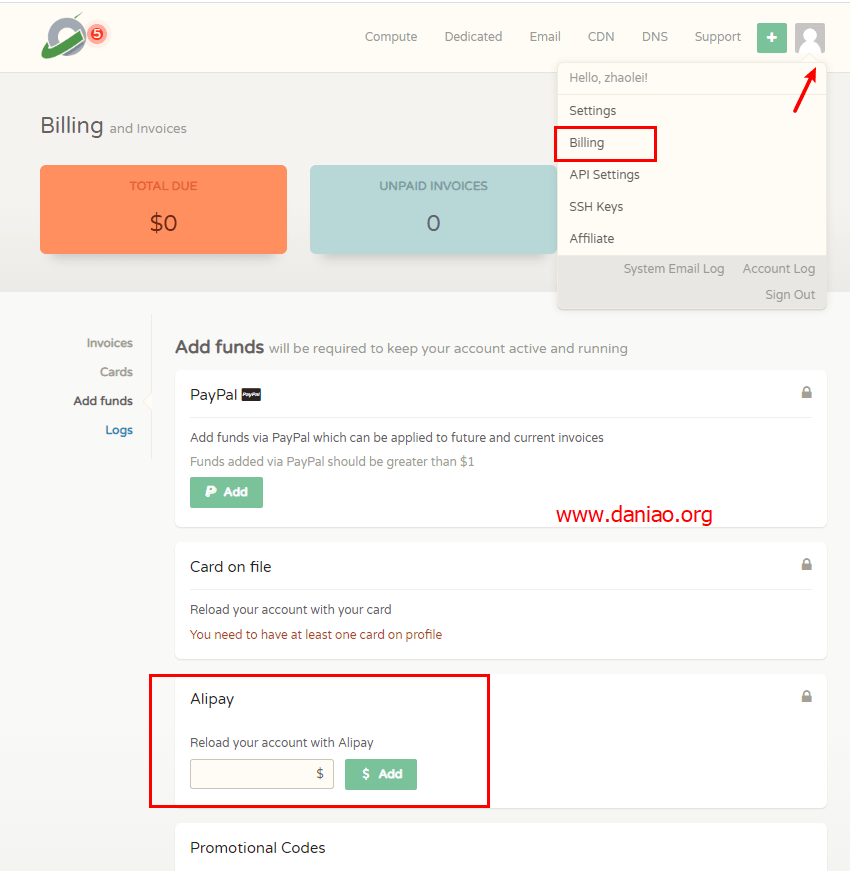 5
Compute Dedicated Email CDN DNS Support +
Hello, zhaolei!
Settings
Billing
API Settings
SSH Keys
Affiliate
System Email Log Account Log
Sign Out
Billing and Invoices
TOTAL DUE
$0
UNPAID INVOICES
0
Invoices
Cards
Add funds
Logs
Add funds will be required to keep your account active and running
PayPal PayPal
Add funds via PayPal which can be applied to future and current invoices
Funds added via PayPal should be greater than $1
Add
www.daniao.org
Card on file
Reload your account with your card
You need to have at least one card on profile
Alipay
Reload your account with Alipay
$
$ Add
Promotional Codes